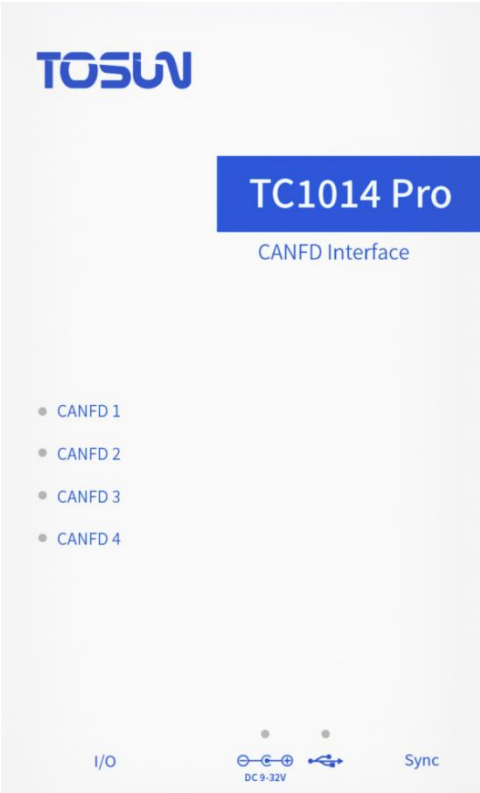 TOSUN
TC1014 Pro
CANFD Interface
CANFD 1
CANFD 2
CANFD 3
CANFD 4
I/O
DC 9-32V
Sync